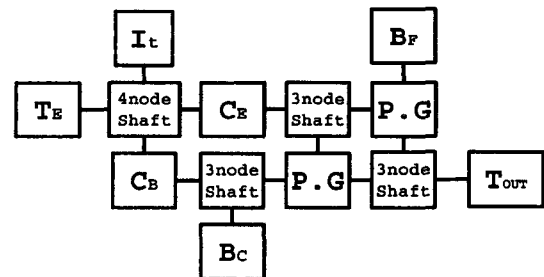 It
BF
TE
4node
Shaft
CE
3node
Shaft
P.G
CB
3node
Shaft
P.G
3node
Shaft
TOUT
BC